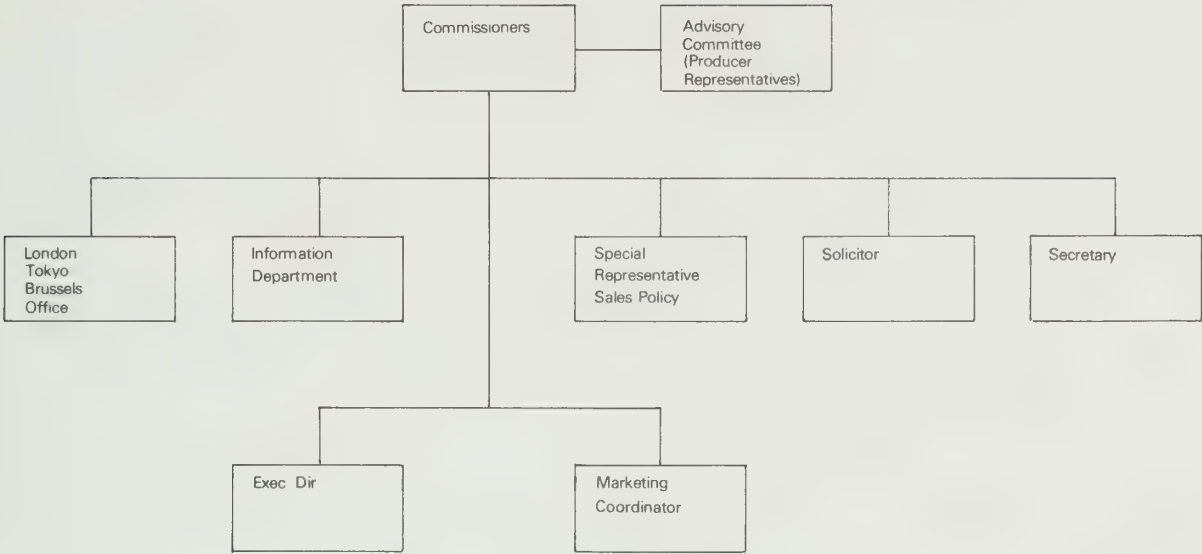 Commissioners
Advisory
Committee
(Producer
Representatives)
London
Tokyo
Brussels
Office
Information
Department
Special
Representative
Sales Policy
Solicitor
Secretary
Exec Dir
Marketing
Coordinator